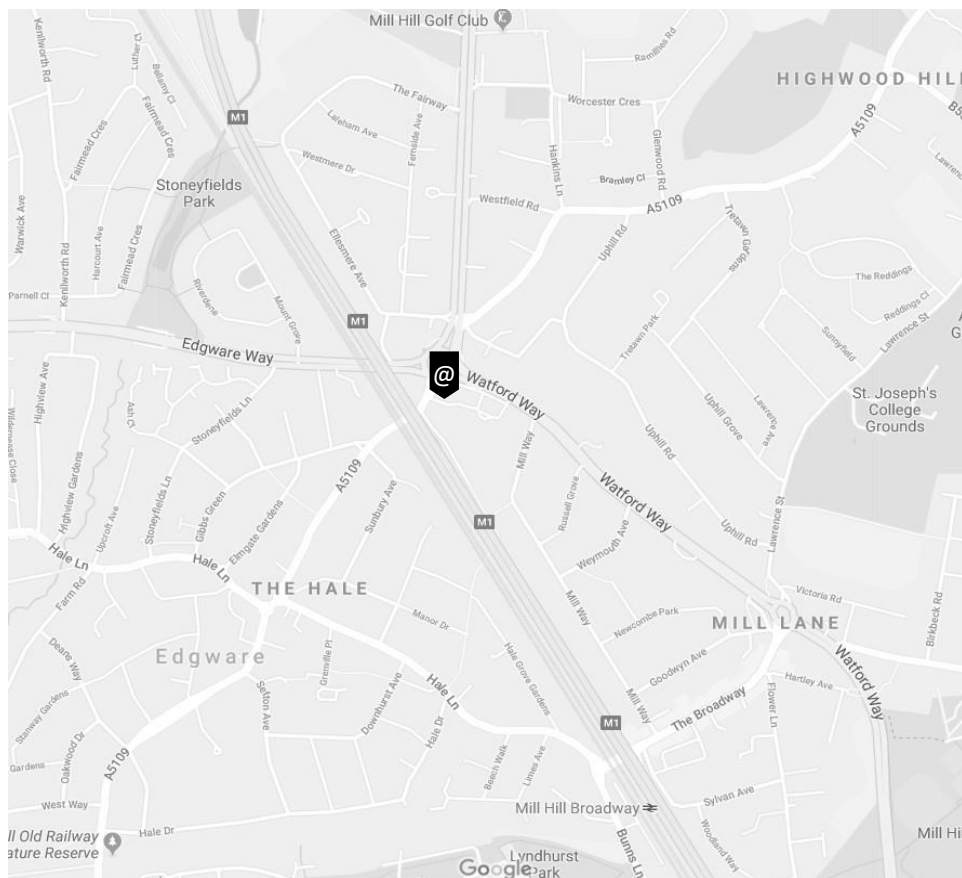 Mill Hill Golf Club
Kenilworth Rd
Luther Cl
Bellamy Cl
Fairmead Cres
Fairmead Cres
Ramillies Rd
HIGHWOOD HILL
The Fairway
Worcester Cres
A5109
M1
Laleham Ave
Fernside Ave
Hankins Ln
Glenwood Rd
Westmere Dr
Bramley Cl
Stoneyfields
Park
Westfield Rd
A5109
Warwick Ave
Kenilworth Rd
Harcourt Ave
Fairmead Cres
Ellesmere Ave
Uphill Rd
Tretawn Gardens
The Reddings
Parnell Cl
Riverdene
Mount Grove
Reddings Cl
Lawrence St
M1
Tretawn Park
Sunnyfield
Edgware Way
@
Watford Way
Highview Ave
Ash Ct
Stoneyfields Ln
Uphill Grove
Lawrence Ave
St. Joseph's
College
Grounds
Mill Way
Uphill Rd
A5109
Highview Gardens
Upcroft Ave
Stoneyfields Ln
Gibbs Green
Elmgate Gardens
Sunbury Ave
M1
Russell Grove
Watford Way
Lawrence St
Uphill Rd
Weymouth Ave
Hale Ln
Hale Ln
Farm Rd
THE HALE
Mill Way
Victoria Rd
Birkbeck Rd
Manor Dr
Newcombe Park
MILL LANE
Deans Way
Edgware
Grenville Pl
Hale Grove Gardens
Goodwyn Ave
Watford Way
Stanway Gardens
Sefton Ave
Downhurst Ave
Hale Ln
Hale Dr
Mill Way
The Broadway
Flower Ln
Hartley Ave
M1
Gardens
Oakwood Dr
A5109
Beech Walk
Limes Ave
West Way
Mill Hill Broadway
Sylvan Ave
Hale Dr
Bunns Ln
Woodland Way
ll Old Railway
ature Reserve
Google
Lyndhurst
Park
Mill Hi